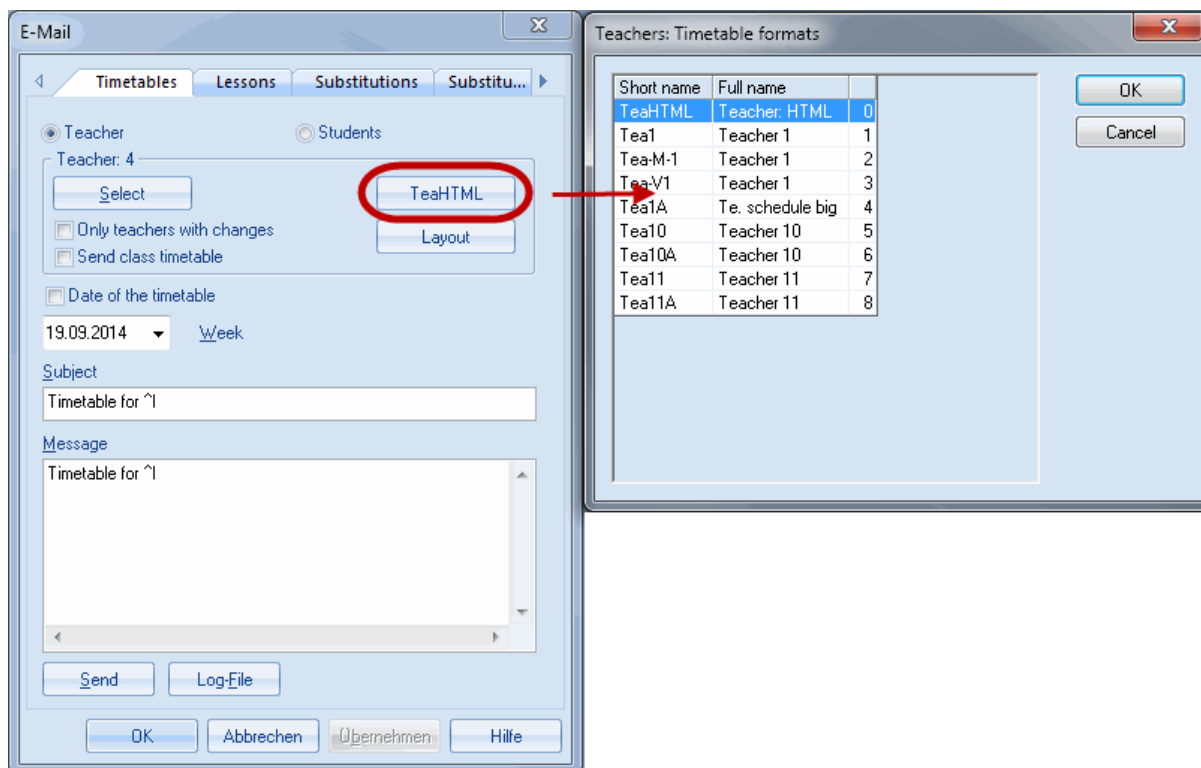 E-Mail
Timetables Lessons Substitutions Substitu...
Teacher Students
Teacher: 4
Select TeaHTML
Only teachers with changes
Layout
Send class timetable
Date of the timetable
19.09.2014 Week
Subject
Timetable for ^l
Message
Timetable for ^l
Send Log-File
OK Abbrechen Übernehmen Hilfe
Teachers: Timetable formats
Short name Full name
TeaHTML Teacher: HTML 0
Tea1 Teacher 1 1
Tea-M-1 Teacher 1 2
Tea-V1 Teacher 1 3
Tea1A Te. schedule big 4
Tea10 Teacher 10 5
Tea10A Teacher 10 6
Tea11 Teacher 11 7
Tea11A Teacher 11 8
OK
Cancel